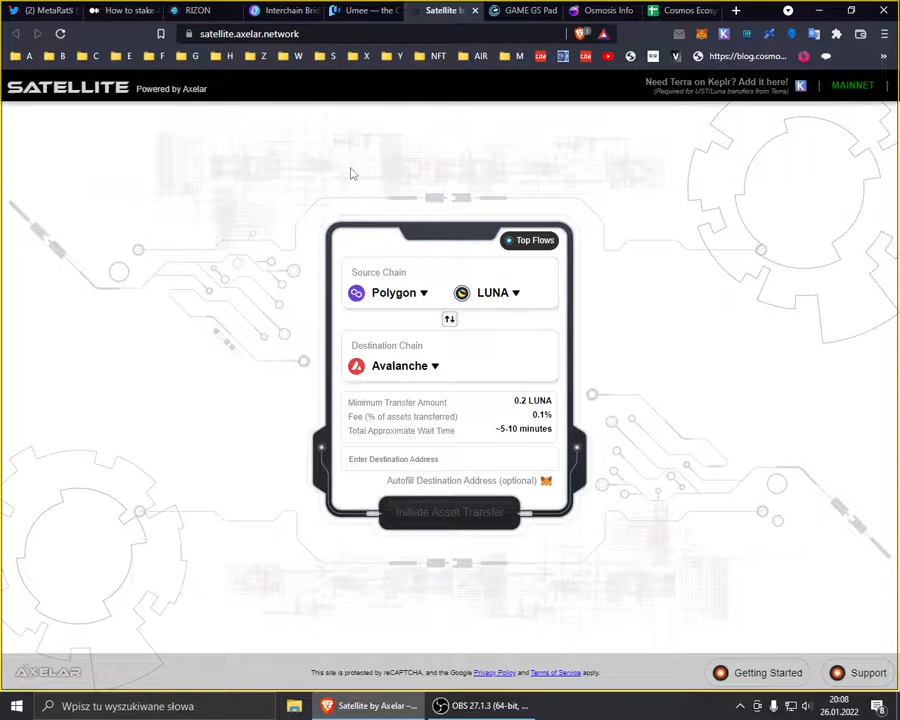 (2) MetaRatS
How to stake
RIZON
Interchain Brid
Umee — the C
Satellite b
GAME GS Pad
Osmosis Info
Cosmos Ecosy
satellite.axelar.network
A B C E F G H Z W S X Y NFT AIR M
https://blog.cosmo...
SATELLITE Powered by Axelar
Need Terra on Keplr? Add it here!
(Required for UST/Luna transfers from Terra)
MAINNET
Top Flows
Source Chain
Polygon LUNA
Destination Chain
Avalanche
Minimum Transfer Amount 0.2 LUNA
Fee (% of assets transferred) 0.1%
Total Approximate Wait Time ~5-10 minutes
Enter Destination Address
Autofill Destination Address (optional)
Initiate Asset Transfer
AXELAR
This site is protected by reCAPTCHA, and the Google Privacy Policy and Terms of Service apply.
Getting Started
Support
Wpisz tu wyszukiwane słowa
Satellite by Axelar –...
OBS 27.1.3 (64-bit, ...
20:08
26.01.2022
8